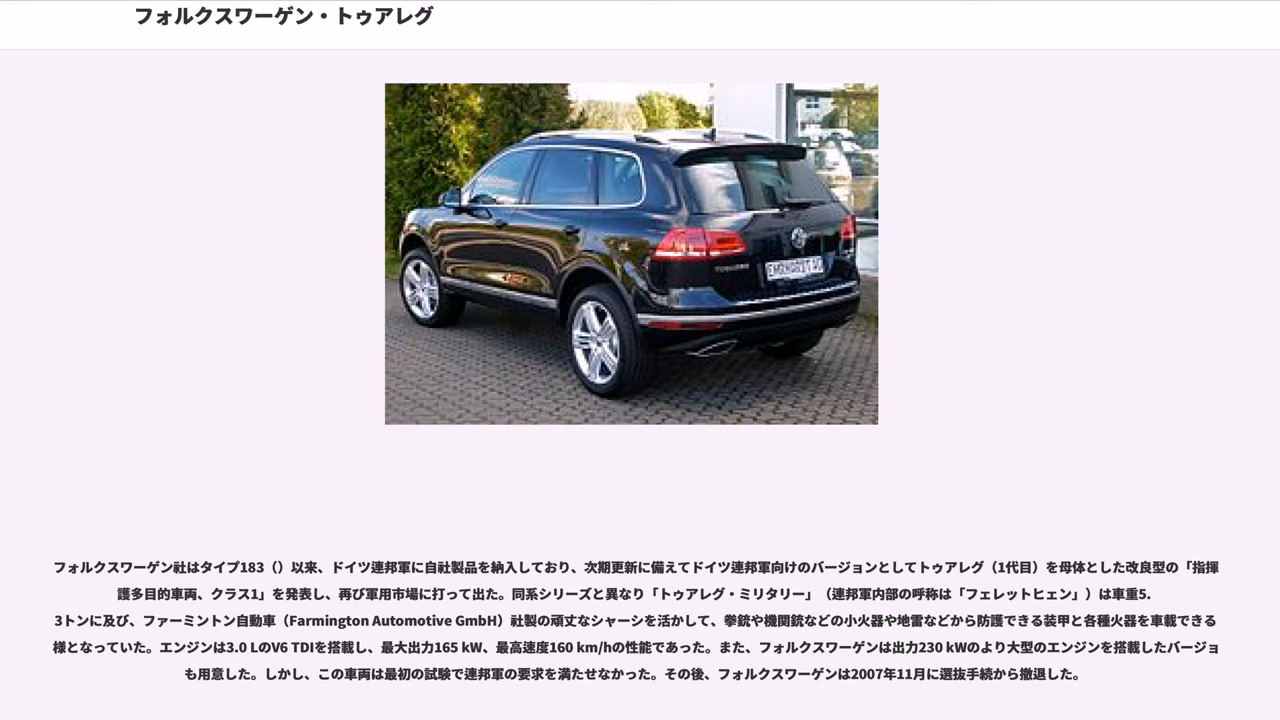 フォルクスワーゲン・トゥアレグ
TOUAREG
フォルクスワーゲン社はタイプ183（）以来、ドイツ連邦軍に自社製品を納入しており、次期更新に備えてドイツ連邦軍向けのバージョンとしてトゥアレグ（1代目）を母体とした改良型の「指揮
護多目的車両、クラス1」を発表し、再び軍用市場に打って出た。同系シリーズと異なり「トゥアレグ・ミリタリー」（連邦軍内部の呼称は「フェレットヒェン」）は車重5.
3トンに及び、ファーミントン自動車（Farmington Automotive GmbH）社製の頑丈なシャーシを活かして、拳銃や機関銃などの小火器や地雷などから防護できる装甲と各種火器を車載できる
様となっていた。エンジンは3.0 LのV6 TDIを搭載し、最大出力165 kW、最高速度160 km/hの性能であった。また、フォルクスワーゲンは出力230 kWのより大型のエンジンを搭載したバージョ
も用意した。しかし、この車両は最初の試験で連邦軍の要求を満たせなかった。その後、フォルクスワーゲンは2007年11月に選抜手続から撤退した。